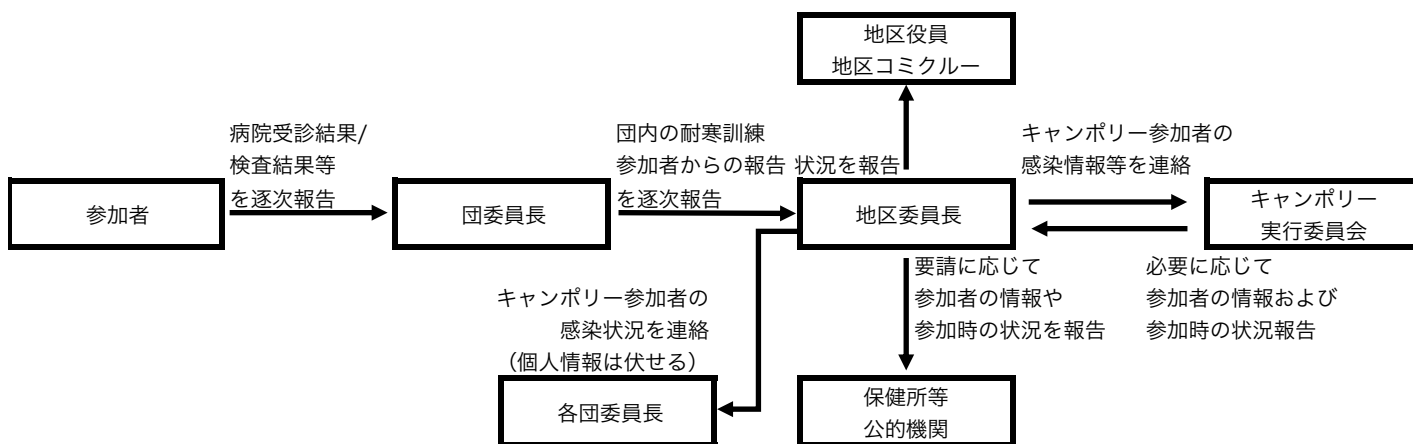 地区役員
地区コミクルー
病院受診結果/
検査結果等
を逐次報告
団内の耐寒訓練
参加者からの報告
を逐次報告
状況を報告
キャンポリー参加者の
感染情報等を連絡
参加者
団委員長
地区委員長
キャンポリー
実行委員会
キャンポリー参加者の
感染状況を連絡
（個人情報は伏せる）
要請に応じて
参加者の情報や
参加時の状況を報告
必要に応じて
参加者の情報および
参加時の状況報告
各団委員長
保健所等
公的機関